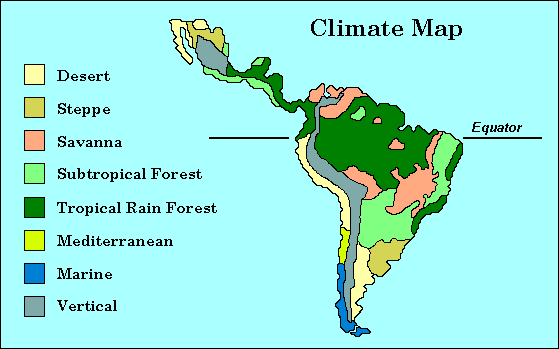 Climate Map
Desert
Steppe
Savanna
Subtropical Forest
Tropical Rain Forest
Mediterranean
Marine
Vertical
Equator